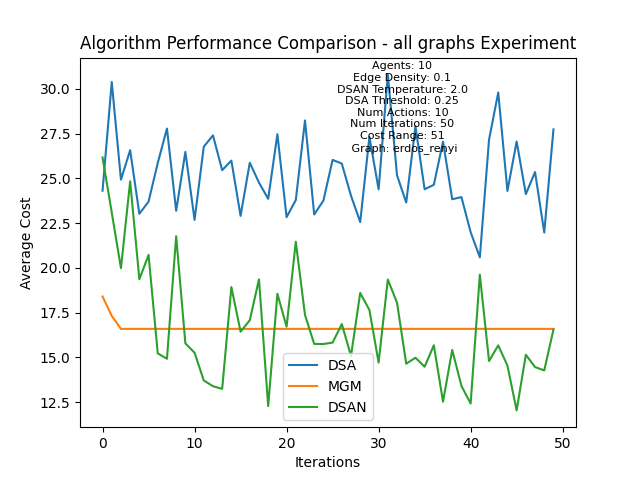 Algorithm Performance Comparison - all graphs Experiment
Agents: 10
Edge Density: 0.1
DSAN Temperature: 2.0
DSA Threshold: 0.25
Num Actions: 10
Num Iterations: 50
Cost Range: 51
Graph: erdos_renyi
Average Cost
30.0
27.5
25.0
22.5
20.0
17.5
15.0
12.5
DSA
MGM
DSAN
0 10 20 30 40 50
Iterations